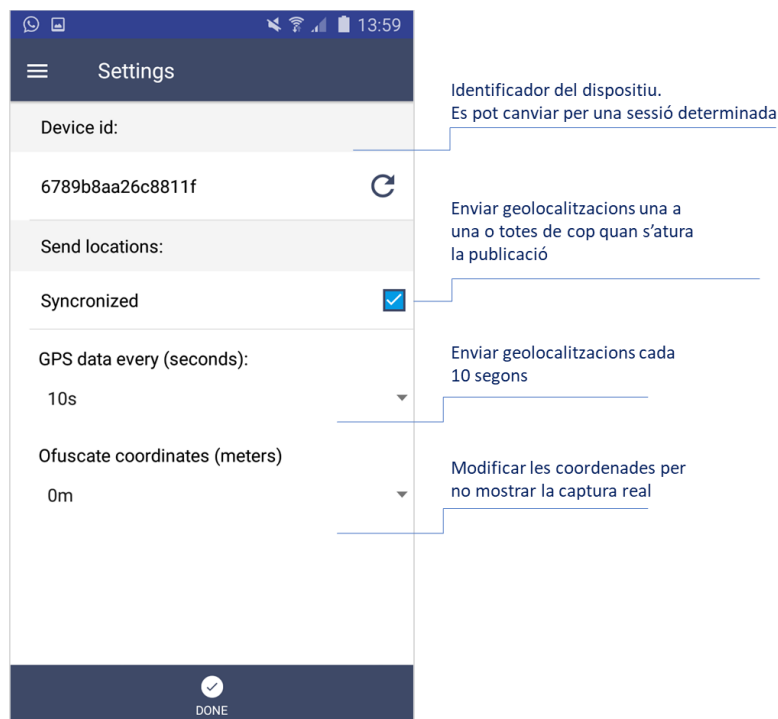 13:59
Settings
Device id:
6789b8aa26c8811f
Send locations:
Syncronized
GPS data every (seconds):
10s
Ofuscate coordinates (meters)
0m
DONE
Identificador del dispositiu.
Es pot canviar per una sessió determinada
Enviar geolocalitzacions una a
una o totes de cop quan s’atura
la publicació
Enviar geolocalitzacions cada
10 segons
Modificar les coordenades per
no mostrar la captura real